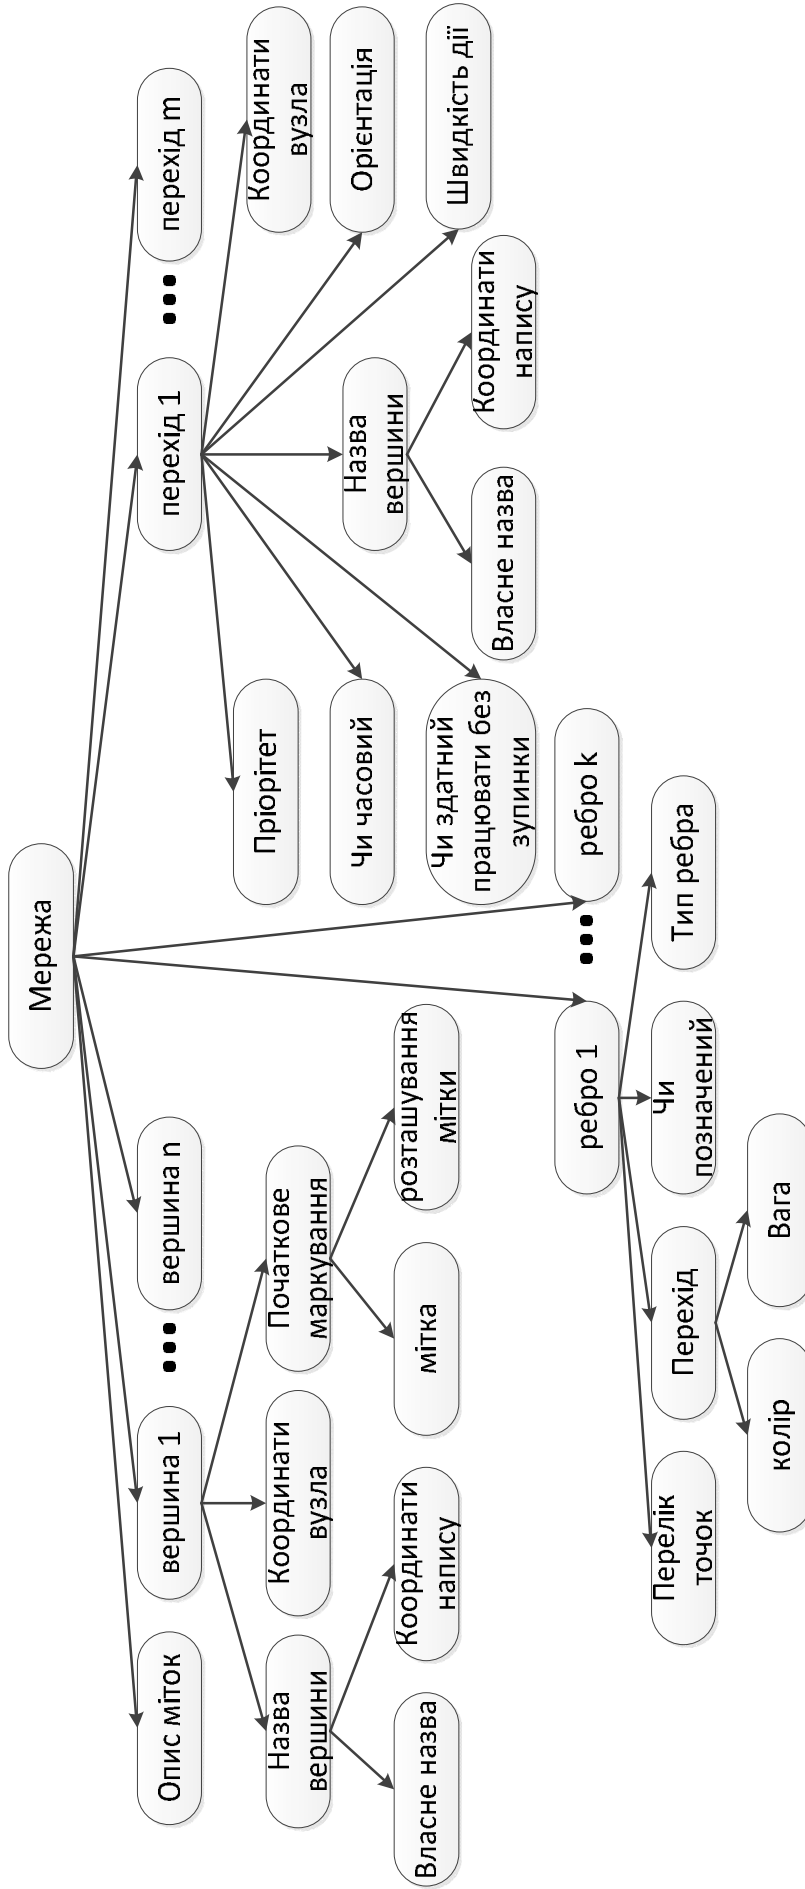 Мережа
Опис міток
вершина 1
...
вершина n
перехід 1
...
перехід m
Назва
вершини
Координати
вузла
Початкове
маркування
Власне назва
Координати
напису
мітка
розташування
мітки
Пріорітет
Чи часовий
Чи здатний
працювати без
зупинки
Назва
вершини
Власне назва
Координати
напису
Швидкість дії
Орієнтація
Координати
вузла
ребро 1
...
ребро k
Перелік
точок
Перехід
Чи
позначений
Тип ребра
колір
Вага